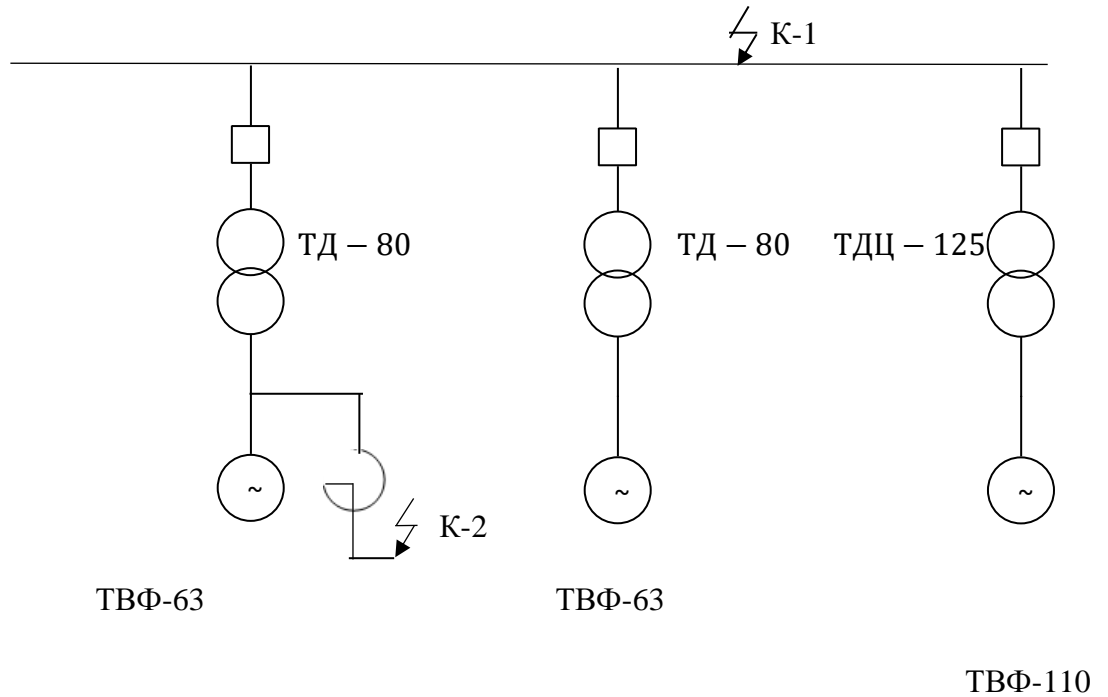 К-1
ТД – 80
ТД – 80
ТДЦ – 125
~
~
~
К-2
ТВФ-63
ТВФ-63
ТВФ-110